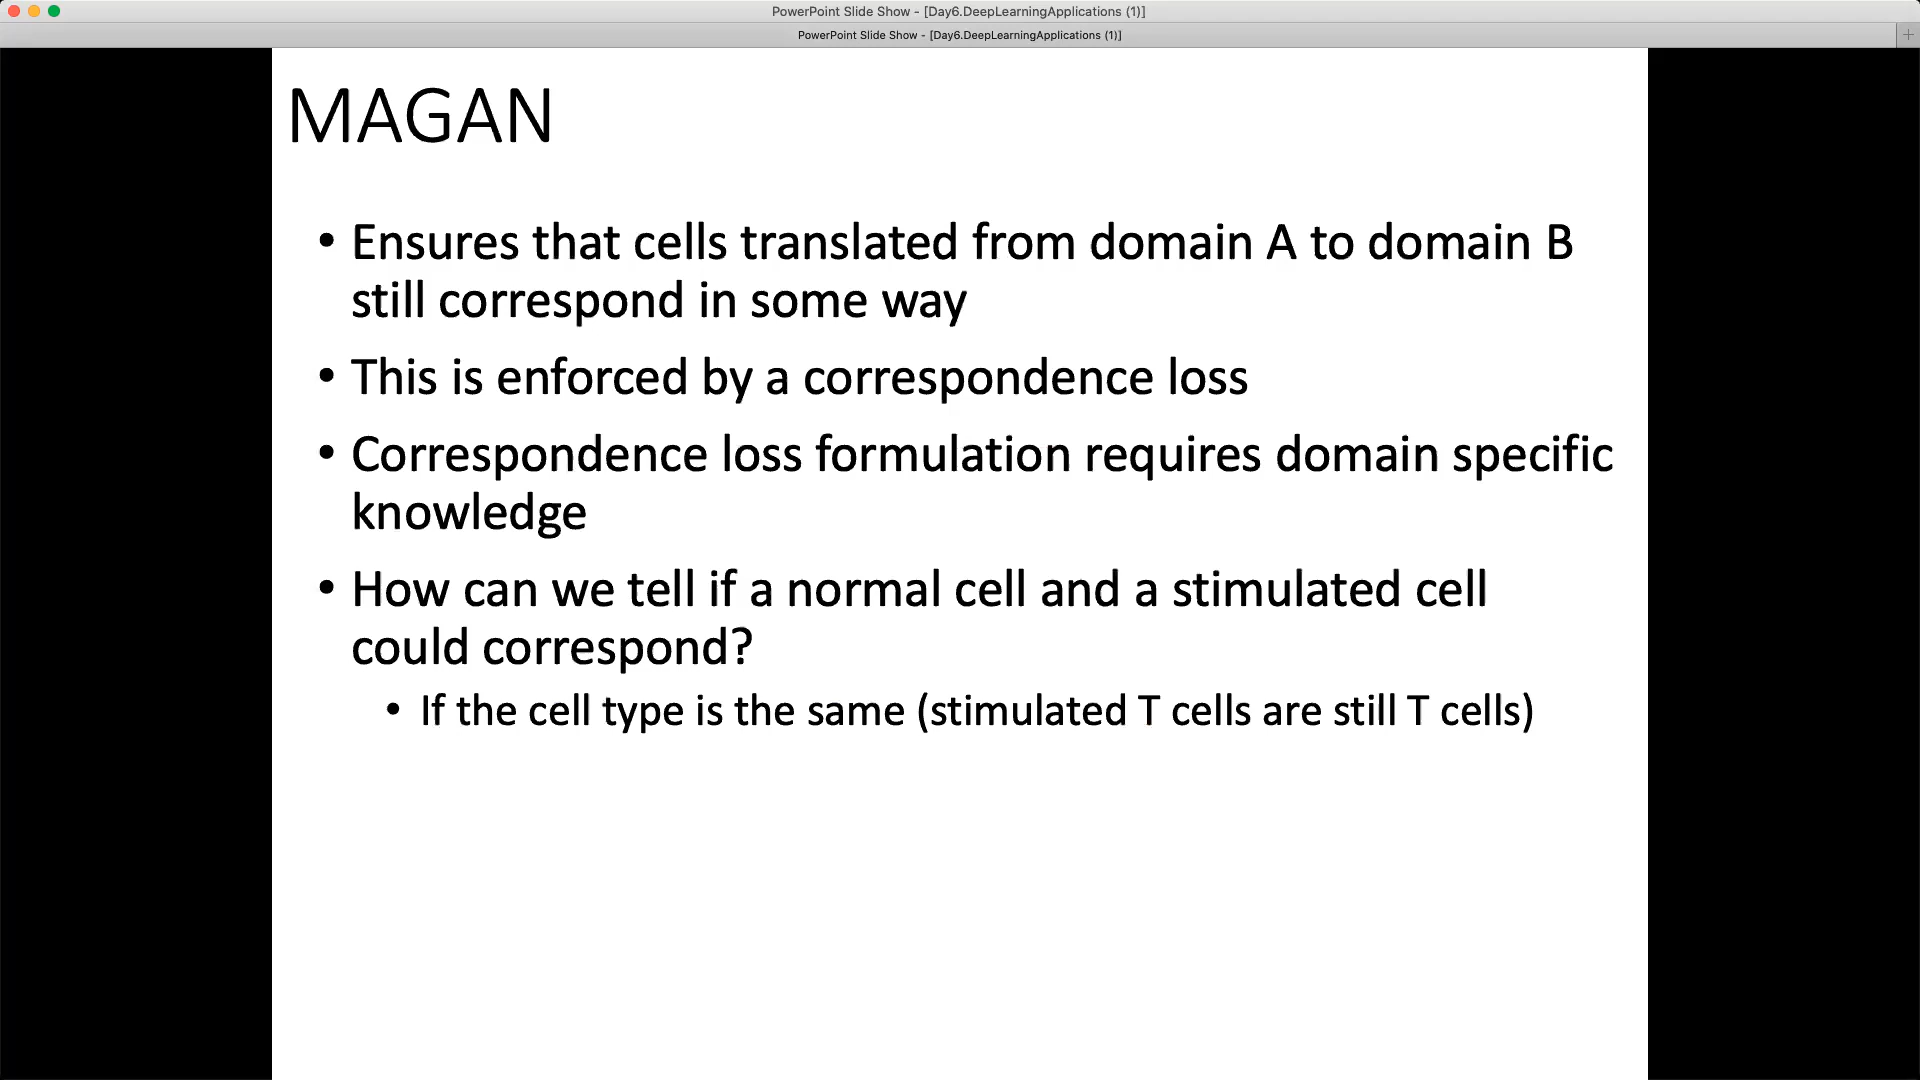 PowerPoint Slide Show - [Day6.DeepLearningApplications (1)]
PowerPoint Slide Show - [Day6.DeepLearningApplications (1)]
MAGAN
• Ensures that cells translated from domain A to domain B
still correspond in some way
• This is enforced by a correspondence loss
• Correspondence loss formulation requires domain specific
knowledge
• How can we tell if a normal cell and a stimulated cell
could correspond?
• If the cell type is the same (stimulated T cells are still T cells)